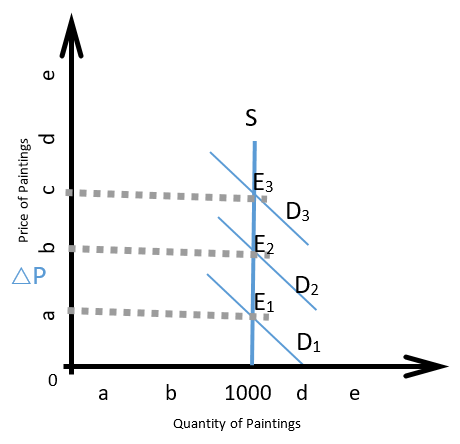 e
S
d
Price of Paintings
c
E3
D3
b
E2
△P
D2
a
E1
D1
0
a b 1000 d e
Quantity of Paintings